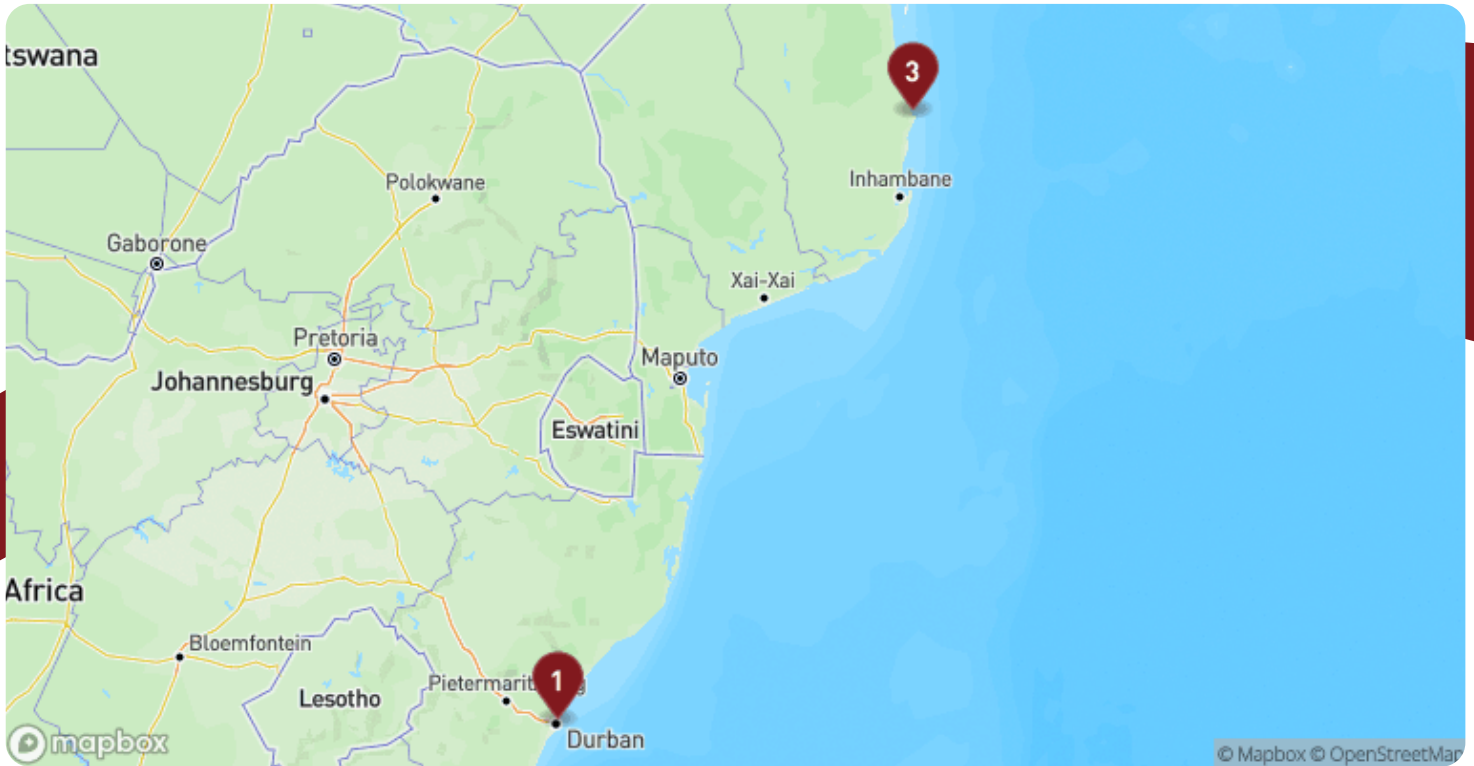 tswana
3
Polokwane
Inhambane
Gaborone
Xai-Xai
Pretoria
Maputo
Johannesburg
Eswatini
Africa
Bloemfontein
Lesotho
Pietermarit
g
1
Durban
mapbox
© Mapbox © OpenStreetMap